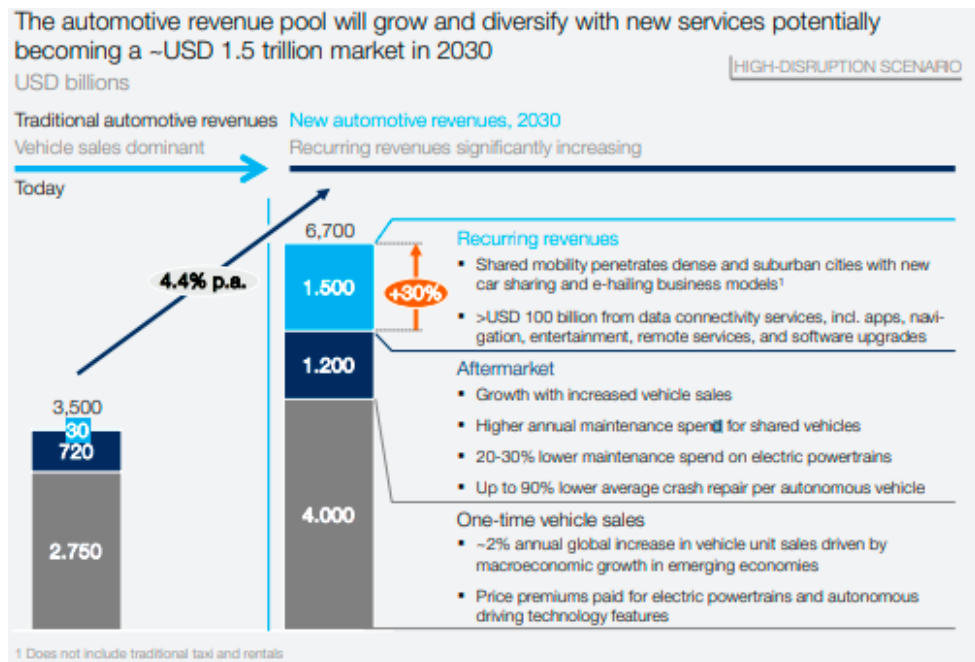 The automotive revenue pool will grow and diversify with new services potentially
becoming a ~USD 1.5 trillion market in 2030
USD billions
HIGH-DISRUPTION SCENARIO
Traditional automotive revenues
New automotive revenues, 2030
Vehicle sales dominant
Recurring revenues significantly increasing
Today
4.4% p.a.
3,500
30
720
2.750
6,700
1.500
+30%
1.200
4.000
Recurring revenues
▪ Shared mobility penetrates dense and suburban cities with new
car sharing and e-hailing business models¹
▪ >USD 100 billion from data connectivity services, incl. apps, navi-
gation, entertainment, remote services, and software upgrades
Aftermarket
▪ Growth with increased vehicle sales
▪ Higher annual maintenance spend for shared vehicles
▪ 20-30% lower maintenance spend on electric powertrains
▪ Up to 90% lower average crash repair per autonomous vehicle
One-time vehicle sales
▪ ~2% annual global increase in vehicle unit sales driven by
macroeconomic growth in emerging economies
▪ Price premiums paid for electric powertrains and autonomous
driving technology features
1 Does not include traditional taxi and rentals